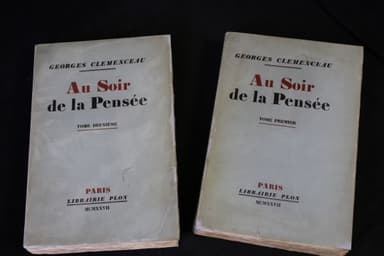 GEORGES CLEMENCEAU
Au Soir
de la Pensée
TOME DEUXIÈME
PARIS
LIBRAIRIE PLON
MCMXXVII
GEORGES CLEMENCEAU
Au Soir
de la Pensée
TOME PREMIER
PARIS
LIBRAIRIE PLON
MCMXXVII